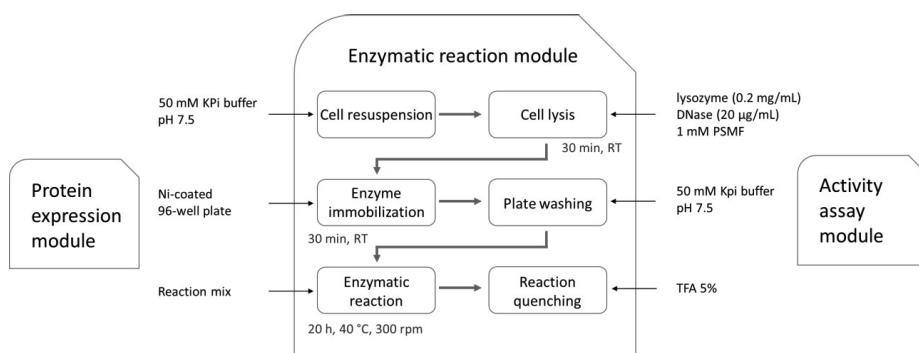 Enzymatic reaction module
50 mM KPi buffer
pH 7.5
Cell resuspension
Cell lysis
lysozyme (0.2 mg/mL)
DNase (20 µg/mL)
1 mM PSMF
30 min, RT
Protein
expression
module
Ni-coated
96-well plate
Enzyme
immobilization
Plate washing
50 mM Kpi buffer
pH 7.5
Activity
assay
module
30 min, RT
Reaction mix
Enzymatic
reaction
Reaction
quenching
TFA 5%
20 h, 40 °C, 300 rpm